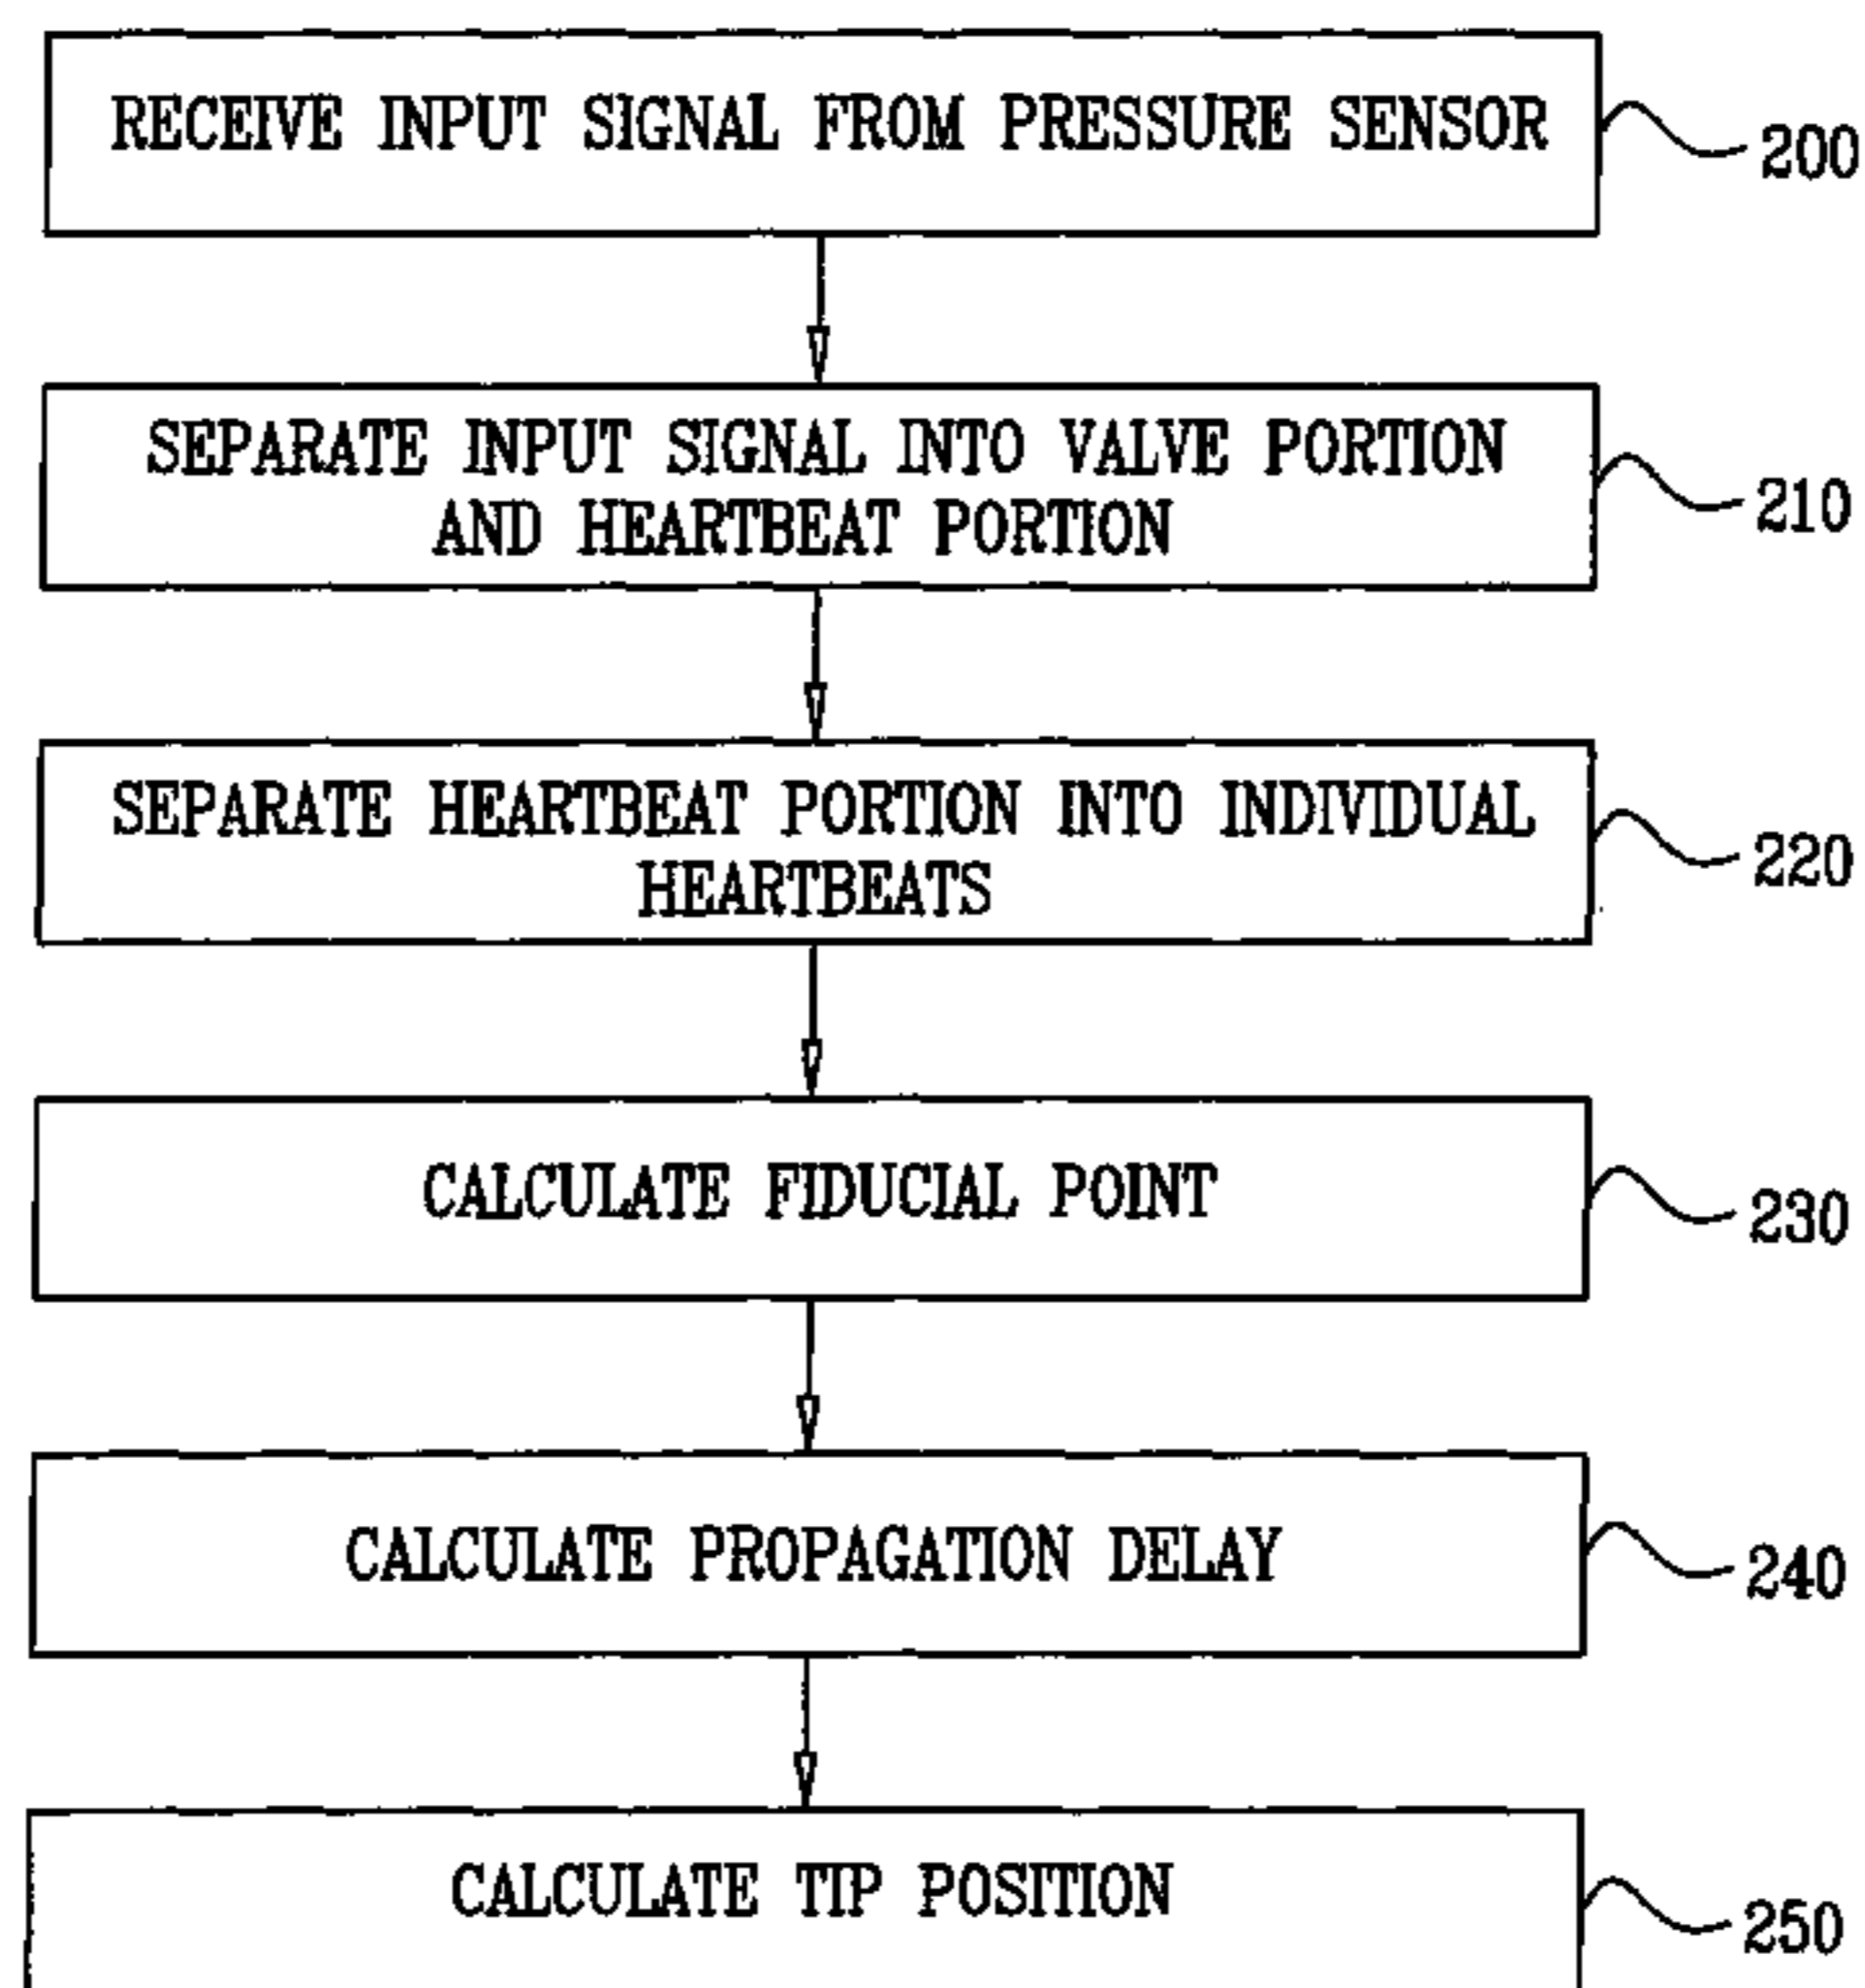 RECEIVE INPUT SIGNAL FROM PRESSURE SENSOR
200
SEPARATE INPUT SIGNAL INTO VALVE PORTION
AND HEARTBEAT PORTION
210
SEPARATE HEARTBEAT PORTION INTO INDIVIDUAL
HEARTBEATS
220
CALCULATE FIDUCIAL POINT
230
CALCULATE PROPAGATION DELAY
240
CALCULATE TIP POSITION
250